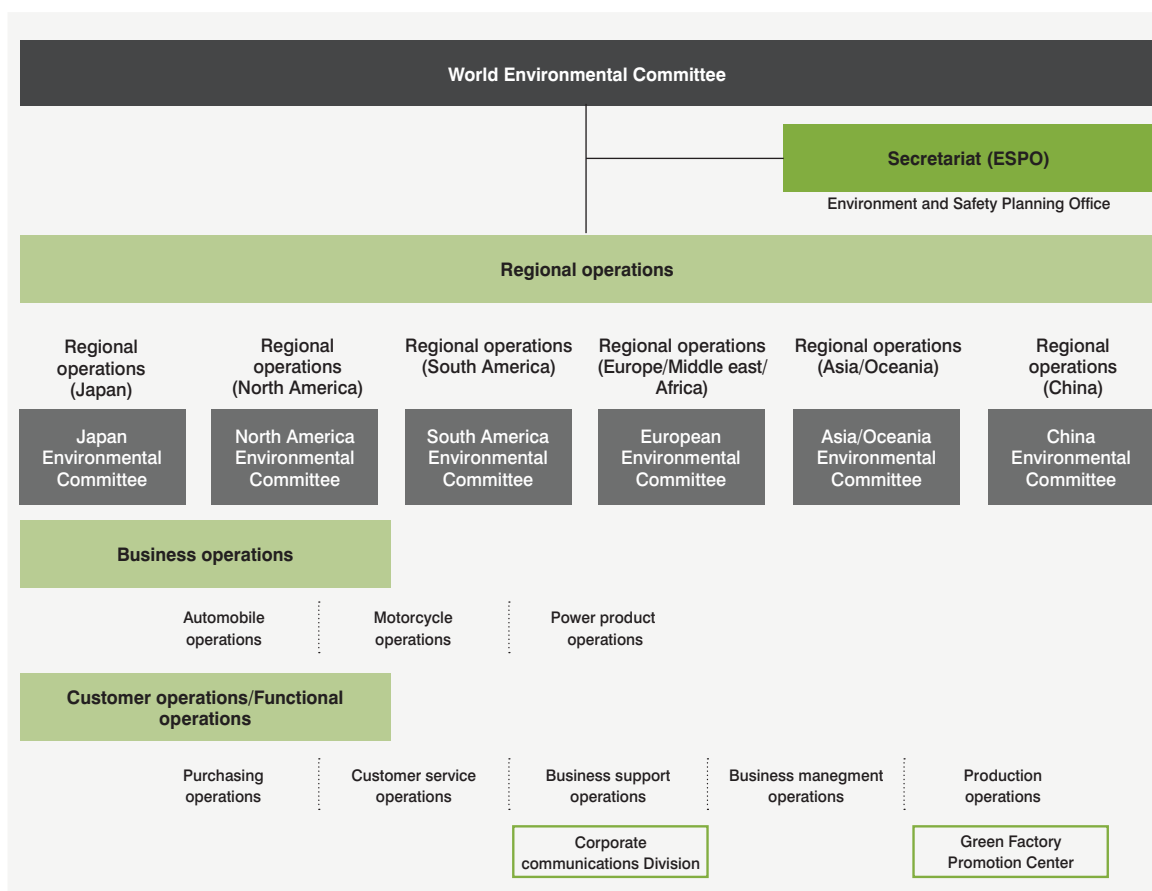 World Environmental Committee
Secretariat (ESPO)
Environment and Safety Planning Office
Regional operations
Regional
operations
(Japan)
Regional
operations
(North America)
Regional operations
(South America)
Regional operations
(Europe/Middle east/
Africa)
Regional operations
(Asia/Oceania)
Regional
operations
(China)
Japan
Environmental
Committee
North America
Environmental
Committee
South America
Environmental
Committee
European
Environmental
Committee
Asia/Oceania
Environmental
Committee
China
Environmental
Committee
Business operations
Automobile
operations
Motorcycle
operations
Power product
operations
Customer operations/Functional
operations
Purchasing
operations
Customer service
operations
Business support
operations
Business manegment
operations
Production
operations
Corporate
communications Division
Green Factory
Promotion Center